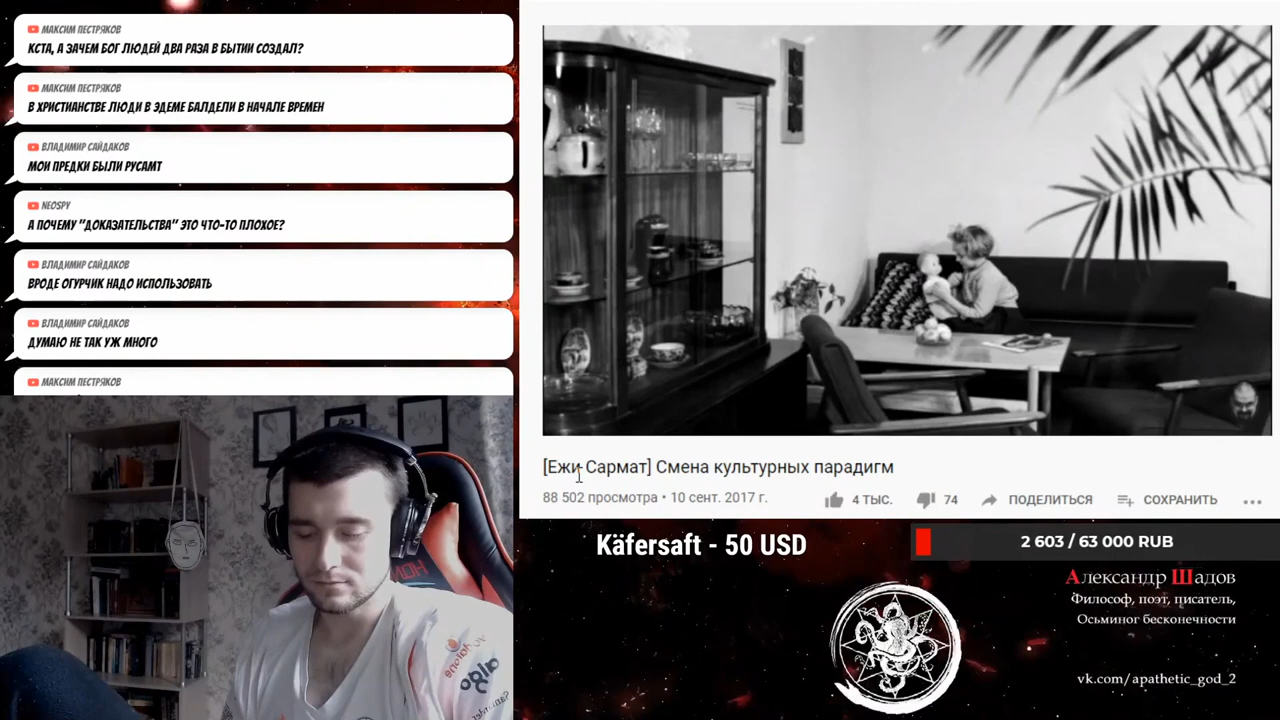 МАКСИМ ПЕСТРЯКОВ
КСТА, А ЗАЧЕМ БОГ ЛЮДЕЙ ДВА РАЗА В БЫТИИ СОЗДАЛ?
МАКСИМ ПЕСТРЯКОВ
В ХРИСТИАНСТВЕ ЛЮДИ В ЭДЕМЕ БАЛДЕЛИ В НАЧАЛЕ ВРЕМЕН
ВЛАДИМИР САЙДАКОВ
МОИ ПРЕДКИ БЫЛИ РУСАМТ
NEOSPY
А ПОЧЕМУ "ДОКАЗАТЕЛЬСТВА" ЭТО ЧТО-ТО ПЛОХОЕ?
ВЛАДИМИР САЙДАКОВ
ВРОДЕ ОГУРЧИК НАДО ИСПОЛЬЗОВАТЬ
ВЛАДИМИР САЙДАКОВ
ДУМАЮ НЕ ТАК УЖ МНОГО
МАКСИМ ПЕСТРЯКОВ
[Ежи Сармат] Смена культурных парадигм
88 502 просмотра • 10 сент. 2017 г.
4 ТЫС.
74
ПОДЕЛИТЬСЯ
СОХРАНИТЬ
Käfersaft - 50 USD
2 603 / 63 000 RUB
Александр Шадов
Философ, поэт, писатель,
Осьминог бесконечности
vk.com/apathetic_god_2